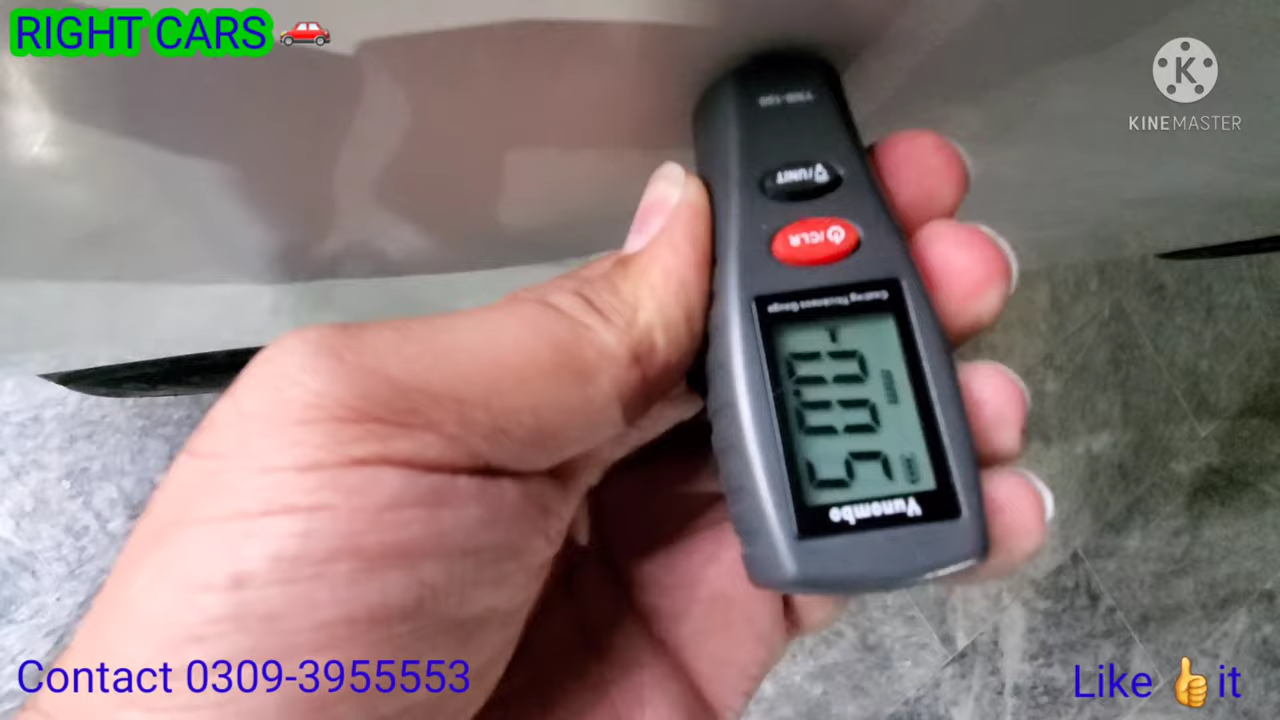 RIGHT CARS
KINEMASTER
/UNIT
/CLR
Coating Thickness Gauge
Vunombo
Contact 0309-3955553
Like 👍 it